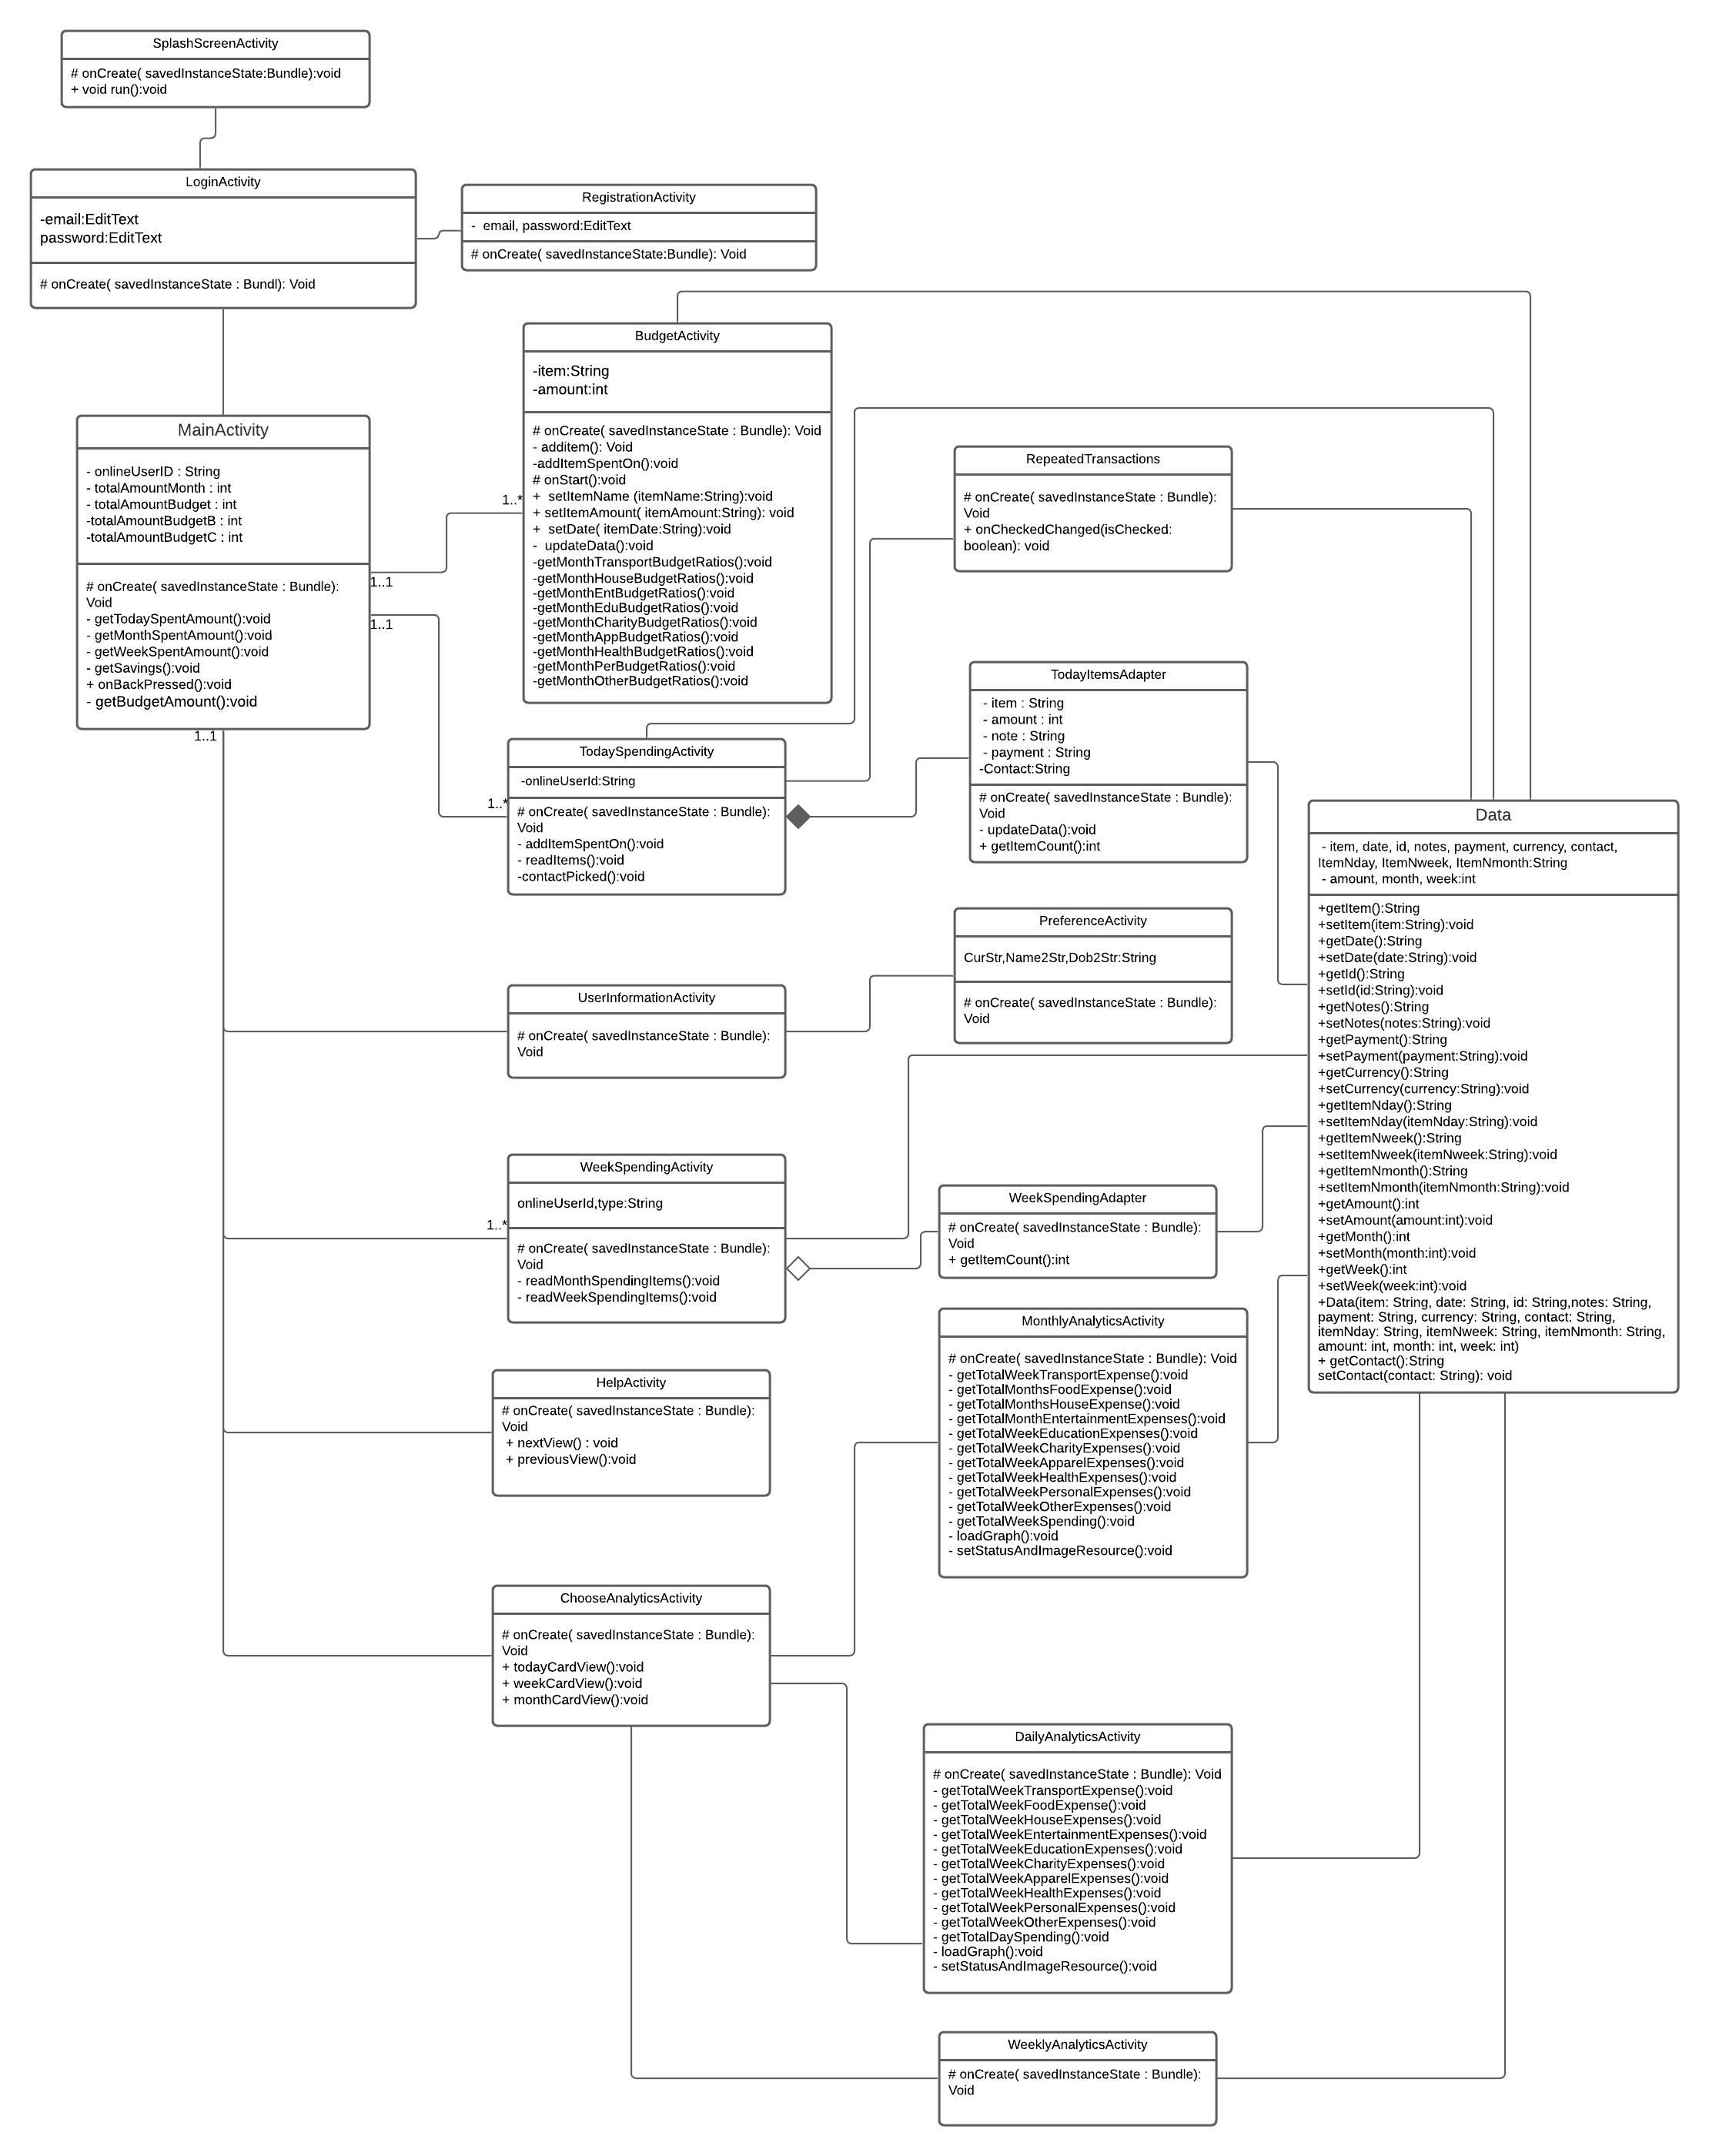 SplashScreenActivity
# onCreate( savedInstanceState:Bundle):void
+ void run():void
LoginActivity
-email:EditText
password:EditText
# onCreate( savedInstanceState : Bundl): Void
RegistrationActivity
-  email, password:EditText
# onCreate( savedInstanceState:Bundle): Void
BudgetActivity
-item:String
-amount:int
# onCreate( savedInstanceState : Bundle): Void
- additem(): Void
-addItemSpentOn():void
# onStart():void
+  setItemName (itemName:String):void
+ setItemAmount( itemAmount:String): void
+  setDate( itemDate:String):void
-  updateData():void
-getMonthTransportBudgetRatios():void
-getMonthHouseBudgetRatios():void
-getMonthEntBudgetRatios():void
-getMonthEduBudgetRatios():void
-getMonthCharityBudgetRatios():void
-getMonthAppBudgetRatios():void
-getMonthHealthBudgetRatios():void
-getMonthPerBudgetRatios():void
-getMonthOtherBudgetRatios():void
MainActivity
- onlineUserID : String
- totalAmountMonth : int
- totalAmountBudget : int
-totalAmountBudgetB : int
-totalAmountBudgetC : int
# onCreate( savedInstanceState : Bundle):
Void
- getTodaySpentAmount():void
- getMonthSpentAmount():void
- getWeekSpentAmount():void
- getSavings():void
+ onBackPressed():void
- getBudgetAmount():void
1..*
1..1
1..1
1..1
1..*
RepeatedTransactions
# onCreate( savedInstanceState : Bundle):
Void
+ onCheckedChanged(isChecked:
boolean): void
TodayItemsAdapter
- item : String
- amount : int
- note : String
- payment : String
-Contact:String
# onCreate( savedInstanceState : Bundle):
Void
- updateData():void
+ getItemCount():int
TodaySpendingActivity
-onlineUserId:String
# onCreate( savedInstanceState : Bundle):
Void
- addItemSpentOn():void
- readItems():void
-contactPicked():void
Data
- item, date, id, notes, payment, currency, contact,
ItemNday, ItemNweek, ItemNmonth:String
- amount, month, week:int
+getItem():String
+setItem(item:String):void
+getDate():String
+setDate(date:String):void
+getId():String
+setId(id:String):void
+getNotes():String
+setNotes(notes:String):void
+getPayment():String
+setPayment(payment:String):void
+getCurrency():String
+setCurrency(currency:String):void
+getItemNday():String
+setItemNday(itemNday:String):void
+getItemNweek():String
+setItemNweek(itemNweek:String):void
+getItemNmonth():String
+setItemNmonth(itemNmonth:String):void
+getAmount():int
+setAmount(amount:int):void
+getMonth():int
+setMonth(month:int):void
+getWeek():int
+setWeek(week:int):void
+Data(item: String, date: String, id: String,notes: String,
payment: String, currency: String, contact: String,
itemNday: String, itemNweek: String, itemNmonth: String,
amount: int, month: int, week: int)
+ getContact():String
setContact(contact: String): void
PreferenceActivity
CurStr,Name2Str,Dob2Str:String
# onCreate( savedInstanceState : Bundle):
Void
UserInformationActivity
# onCreate( savedInstanceState : Bundle):
Void
WeekSpendingActivity
onlineUserId,type:String
# onCreate( savedInstanceState : Bundle):
Void
- readMonthSpendingItems():void
- readWeekSpendingItems():void
1..*
WeekSpendingAdapter
# onCreate( savedInstanceState : Bundle):
Void
+ getItemCount():int
MonthlyAnalyticsActivity
# onCreate( savedInstanceState : Bundle): Void
- getTotalWeekTransportExpense():void
- getTotalMonthsFoodExpense():void
- getTotalMonthsHouseExpense():void
- getTotalMonthEntertainmentExpenses():void
- getTotalWeekEducationExpenses():void
- getTotalWeekCharityExpenses():void
- getTotalWeekApparelExpenses():void
- getTotalWeekHealthExpenses():void
- getTotalWeekPersonalExpenses():void
- getTotalWeekOtherExpenses():void
- getTotalWeekSpending():void
- loadGraph():void
- setStatusAndImageResource():void
HelpActivity
# onCreate( savedInstanceState : Bundle):
Void
+ nextView() : void
+ previousView():void
ChooseAnalyticsActivity
# onCreate( savedInstanceState : Bundle):
Void
+ todayCardView():void
+ weekCardView():void
+ monthCardView():void
DailyAnalyticsActivity
# onCreate( savedInstanceState : Bundle): Void
- getTotalWeekTransportExpense():void
- getTotalWeekFoodExpense():void
- getTotalWeekHouseExpenses():void
- getTotalWeekEntertainmentExpenses():void
- getTotalWeekEducationExpenses():void
- getTotalWeekCharityExpenses():void
- getTotalWeekApparelExpenses():void
- getTotalWeekHealthExpenses():void
- getTotalWeekPersonalExpenses():void
- getTotalWeekOtherExpenses():void
- getTotalDaySpending():void
- loadGraph():void
- setStatusAndImageResource():void
WeeklyAnalyticsActivity
# onCreate( savedInstanceState : Bundle):
Void